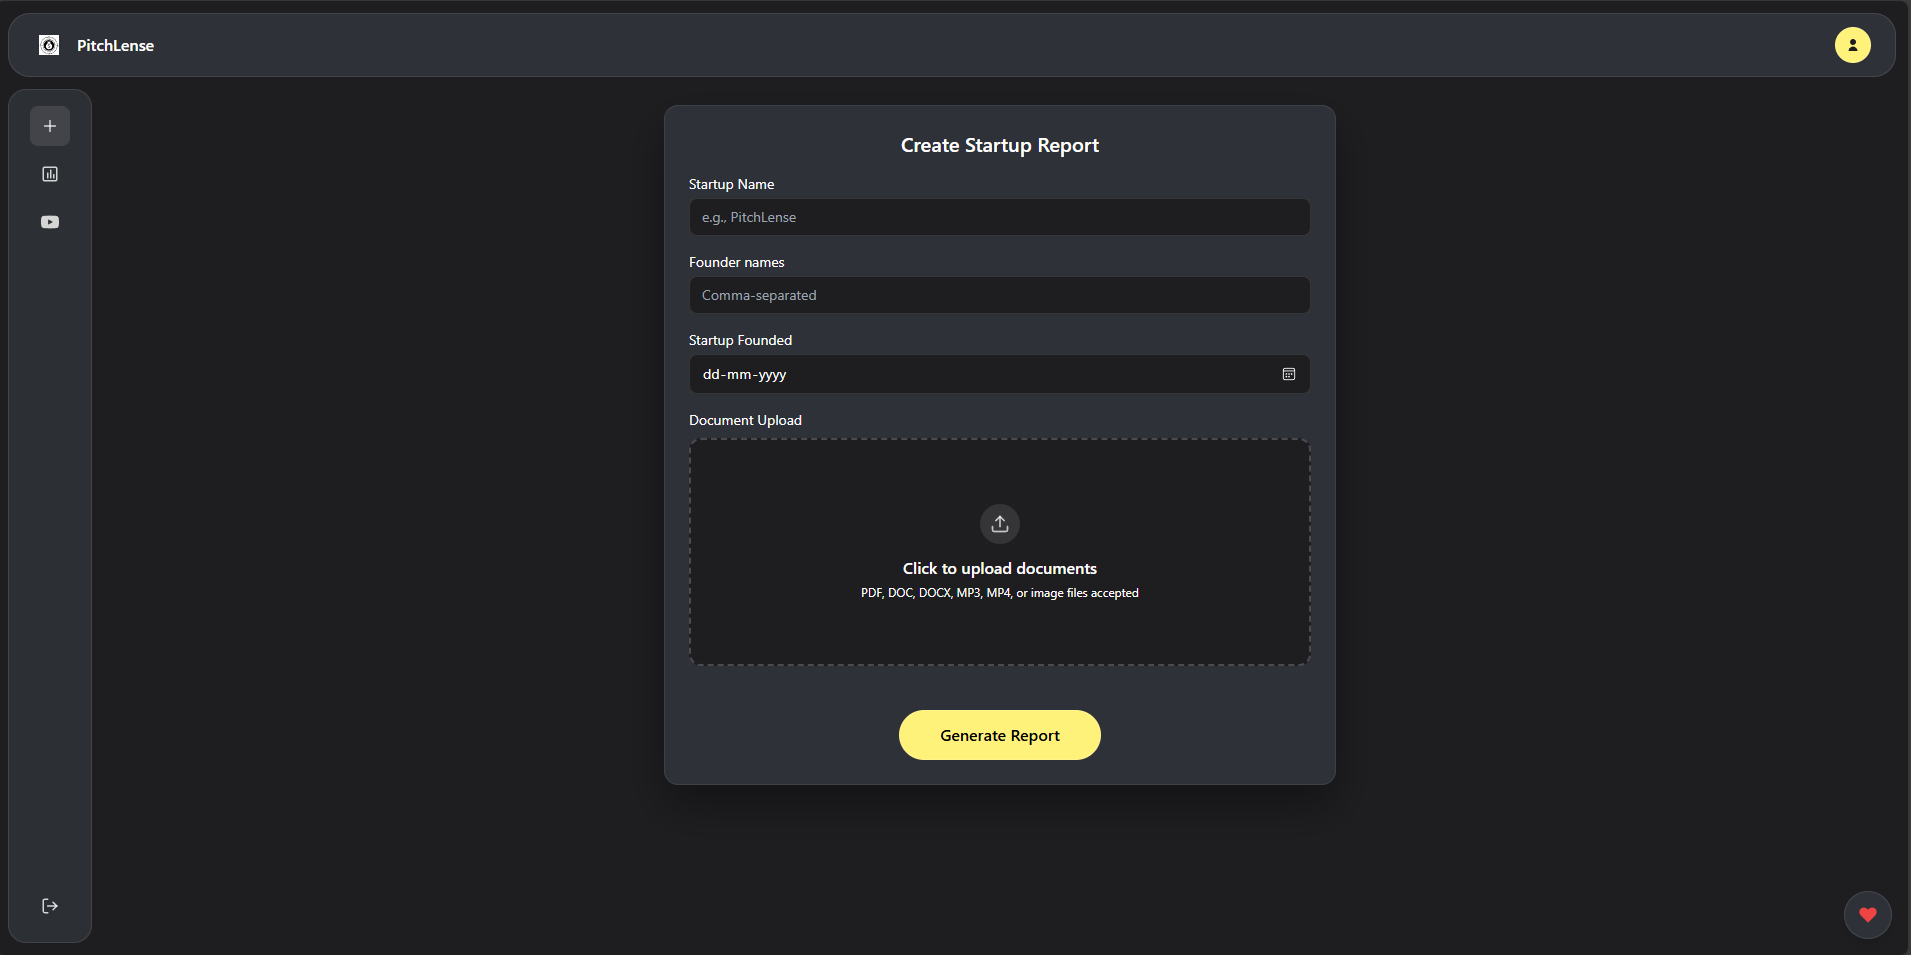 PitchLense
Create Startup Report
Startup Name
e.g., PitchLense
Founder names
Comma-separated
Startup Founded
dd-mm-yyyy
Document Upload
Click to upload documents
PDF, DOC, DOCX, MP3, MP4, or image files accepted
Generate Report